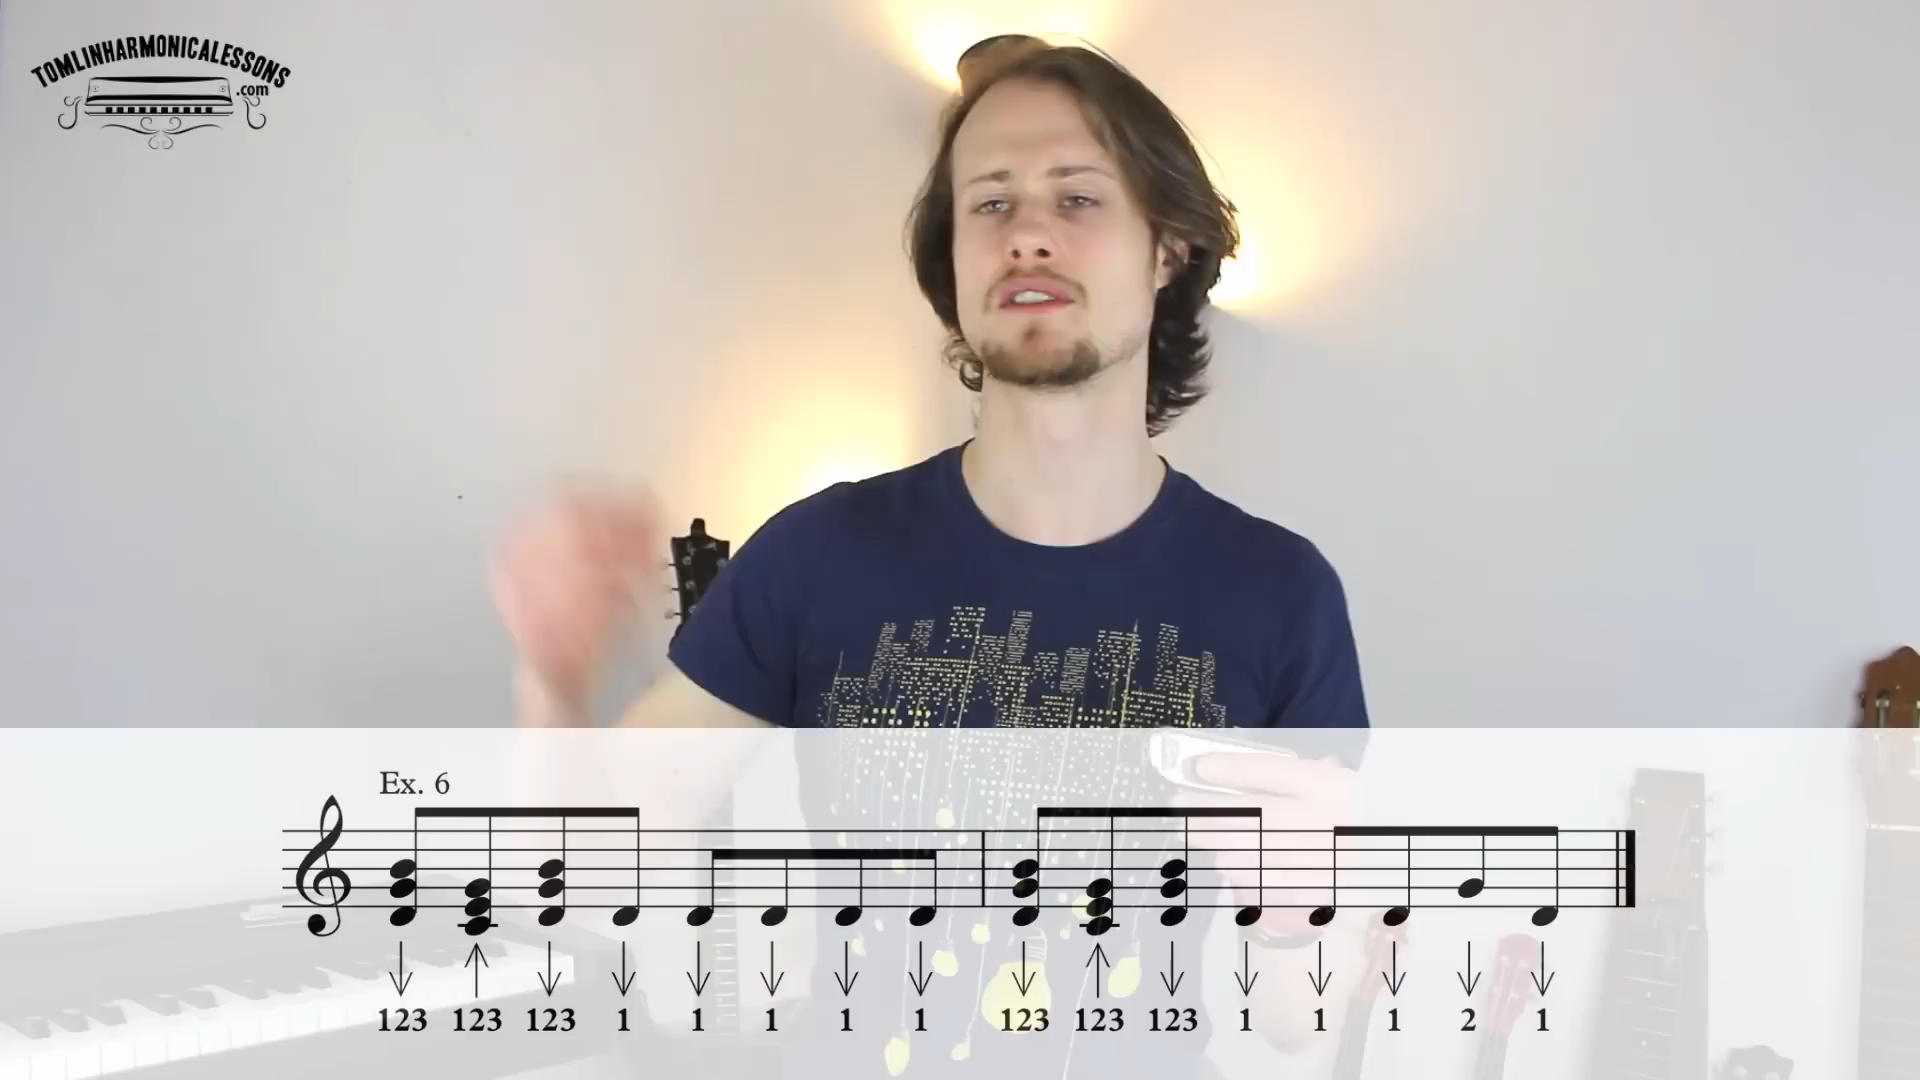 TOMLINHARMONICALESSONS
.com
Ex. 6
↓ ↑ ↓ ↓ ↓ ↓ ↓ ↓ ↓ ↑ ↓ ↓ ↓ ↓ ↓ ↓
123 123 123 1 1 1 1 1 123 123 123 1 1 1 2 1